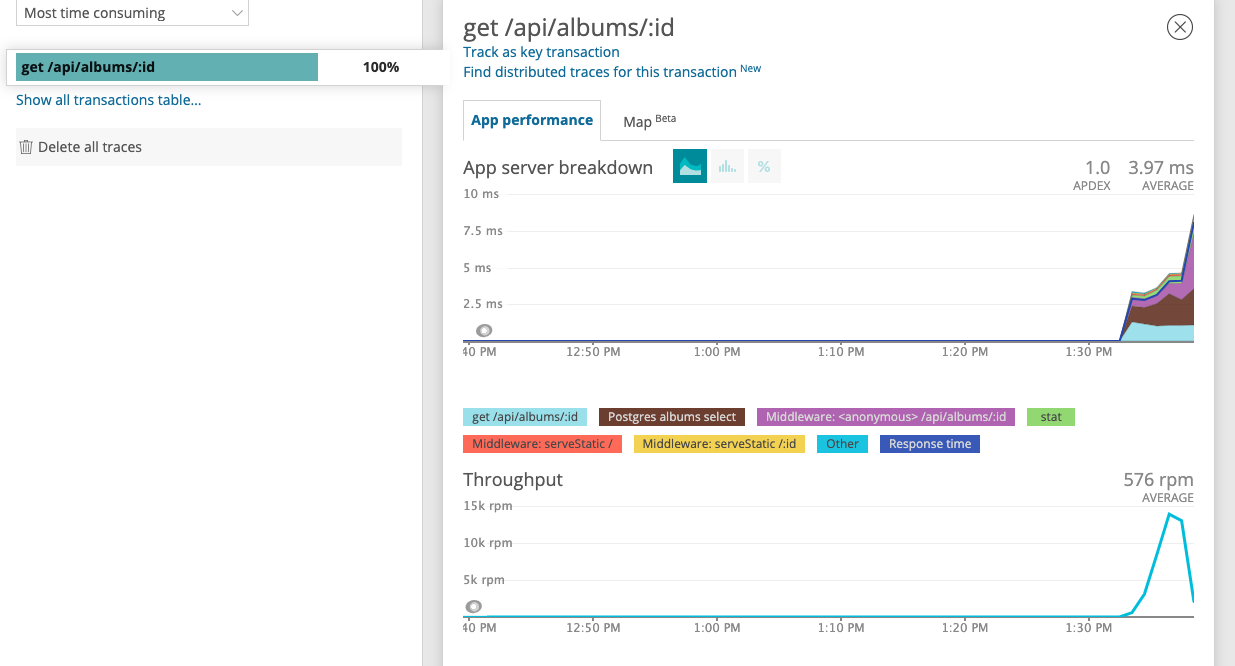 Most time consuming
get /api/albums/:id 100%
Show all transactions table...
Delete all traces
get /api/albums/:id
Track as key transaction
Find distributed traces for this transaction New
App performance Map Beta
App server breakdown % 1.0 3.97 ms
APDEX AVERAGE
10 ms
7.5 ms
5 ms
2.5 ms
:40 PM 12:50 PM 1:00 PM 1:10 PM 1:20 PM 1:30 PM
get /api/albums/:id Postgres albums select Middleware: <anonymous> /api/albums/:id stat
Middleware: serveStatic / Middleware: serveStatic /:id Other Response time
Throughput 576 rpm
AVERAGE
15k rpm
10k rpm
5k rpm
:40 PM 12:50 PM 1:00 PM 1:10 PM 1:20 PM 1:30 PM